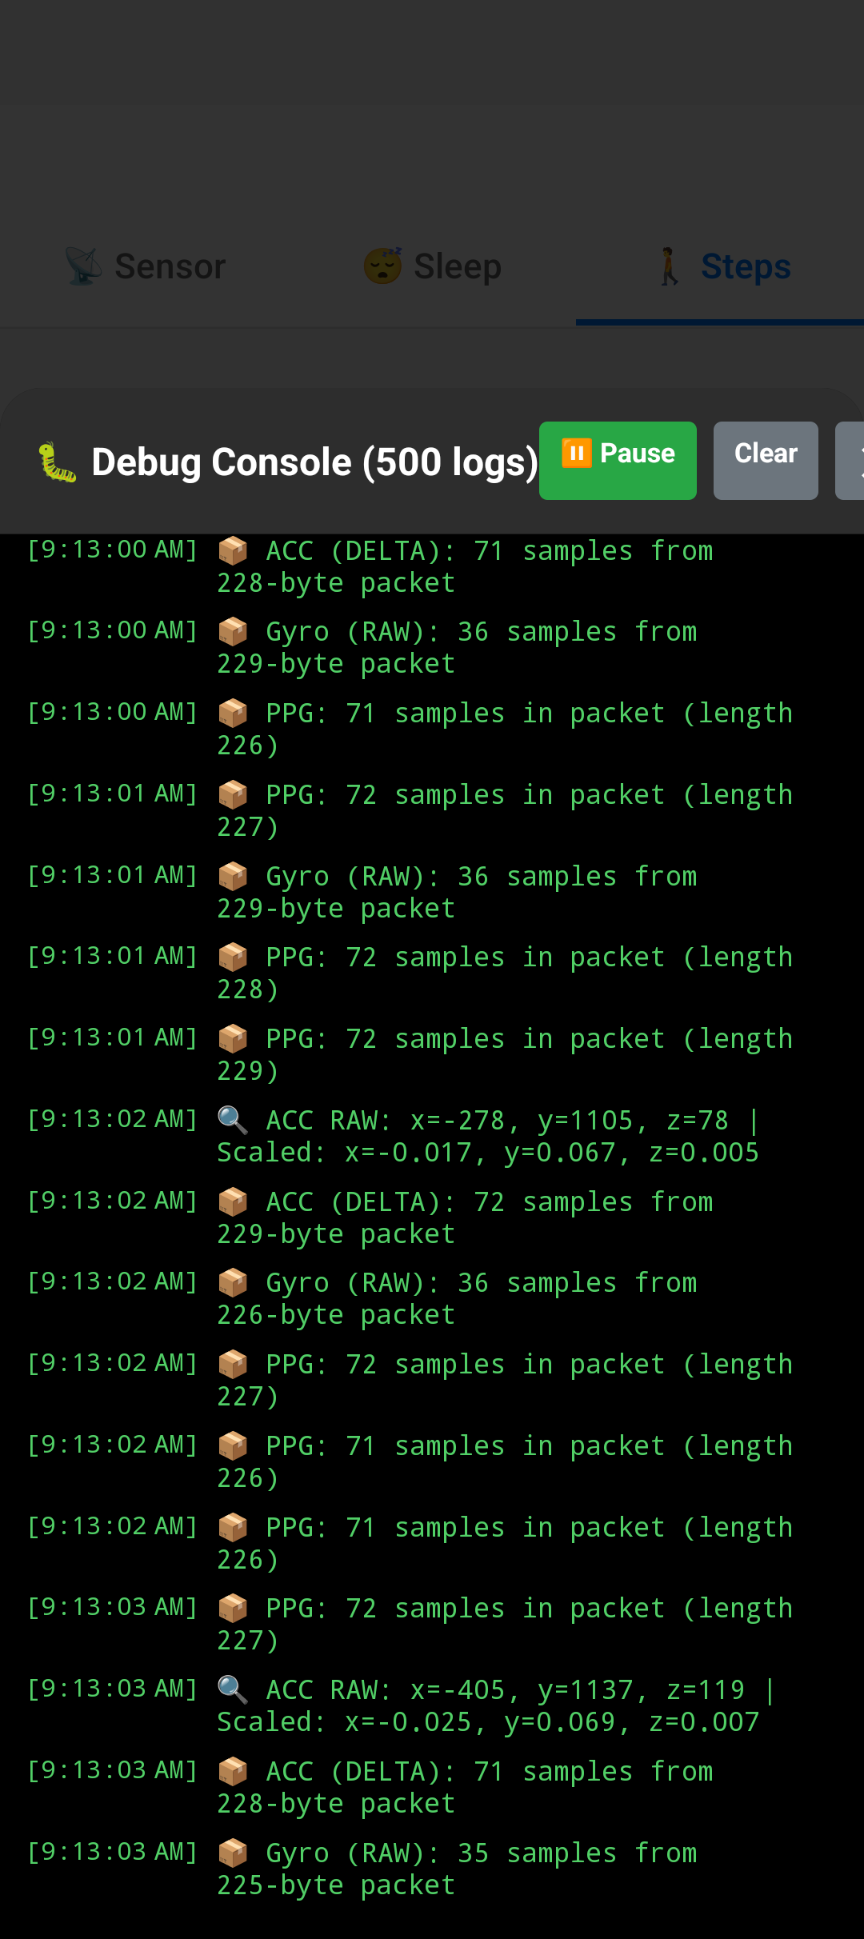 📡 Sensor 😴 Sleep 🚶 Steps
🐛 Debug Console (500 logs) ⏸️ Pause Clear
[9:13:00 AM] 📦 ACC (DELTA): 71 samples from
228-byte packet
[9:13:00 AM] 📦 Gyro (RAW): 36 samples from
229-byte packet
[9:13:00 AM] 📦 PPG: 71 samples in packet (length
226)
[9:13:01 AM] 📦 PPG: 72 samples in packet (length
227)
[9:13:01 AM] 📦 Gyro (RAW): 36 samples from
229-byte packet
[9:13:01 AM] 📦 PPG: 72 samples in packet (length
228)
[9:13:01 AM] 📦 PPG: 72 samples in packet (length
229)
[9:13:02 AM] 🔍 ACC RAW: x=-278, y=1105, z=78 |
Scaled: x=-0.017, y=0.067, z=0.005
[9:13:02 AM] 📦 ACC (DELTA): 72 samples from
229-byte packet
[9:13:02 AM] 📦 Gyro (RAW): 36 samples from
226-byte packet
[9:13:02 AM] 📦 PPG: 72 samples in packet (length
227)
[9:13:02 AM] 📦 PPG: 71 samples in packet (length
226)
[9:13:02 AM] 📦 PPG: 71 samples in packet (length
226)
[9:13:03 AM] 📦 PPG: 72 samples in packet (length
227)
[9:13:03 AM] 🔍 ACC RAW: x=-405, y=1137, z=119 |
Scaled: x=-0.025, y=0.069, z=0.007
[9:13:03 AM] 📦 ACC (DELTA): 71 samples from
228-byte packet
[9:13:03 AM] 📦 Gyro (RAW): 35 samples from
225-byte packet